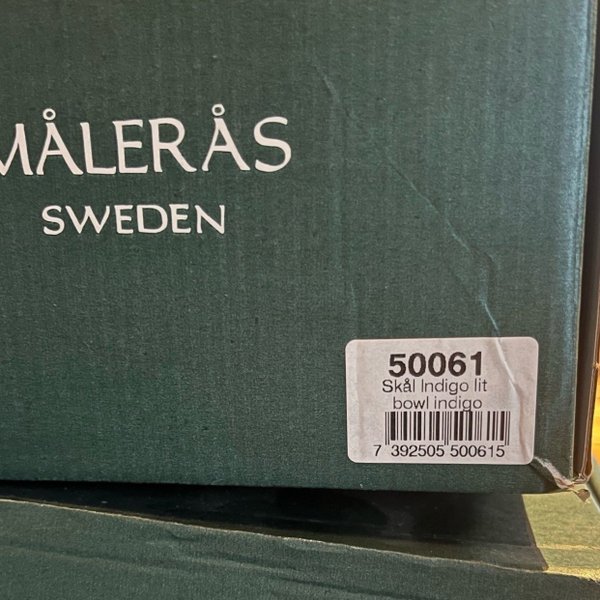 MÅLERÅS
SWEDEN
50061
Skål Indigo lit
bowl indigo
7 392505 500615